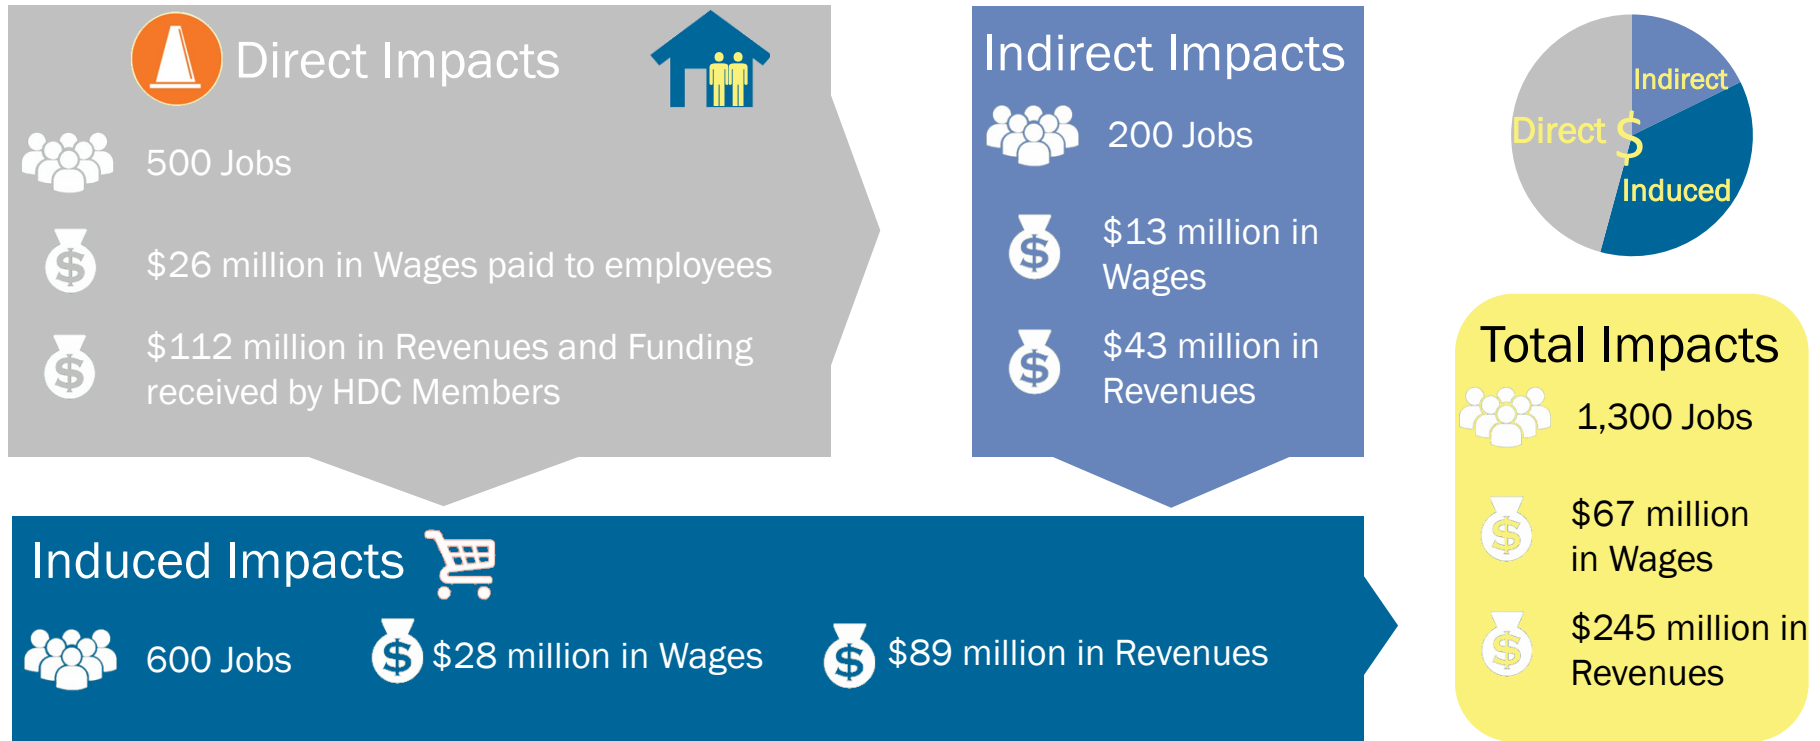 Direct Impacts
500 Jobs
$26 million in Wages paid to employees
$112 million in Revenues and Funding
received by HDC Members
Indirect Impacts
200 Jobs
$13 million in
Wages
$43 million in
Revenues
Indirect
Direct $
Induced
Induced Impacts
600 Jobs
$28 million in Wages
$89 million in Revenues
Total Impacts
1,300 Jobs
$67 million
in Wages
$245 million in
Revenues